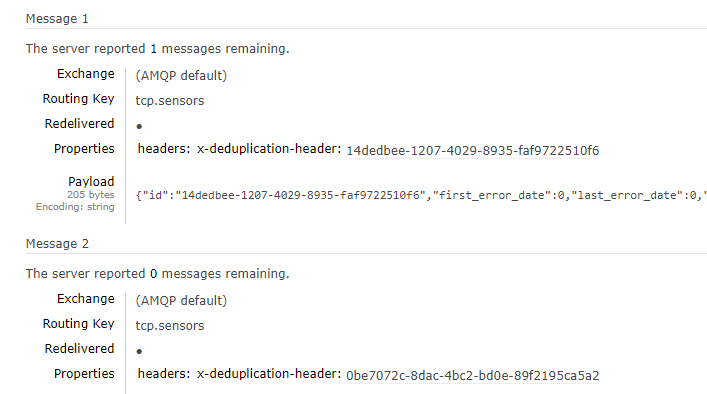 Message 1
The server reported 1 messages remaining.
Exchange (AMQP default)
Routing Key tcp.sensors
Redelivered ●
Properties headers: x-deduplication-header: 14dedbee-1207-4029-8935-faf9722510f6
Payload
205 bytes
Encoding: string
{"id":"14dedbee-1207-4029-8935-faf9722510f6","first_error_date":0,"last_error_date":0,"
Message 2
The server reported 0 messages remaining.
Exchange (AMQP default)
Routing Key tcp.sensors
Redelivered ●
Properties headers: x-deduplication-header: 0be7072c-8dac-4bc2-bd0e-89f2195ca5a2